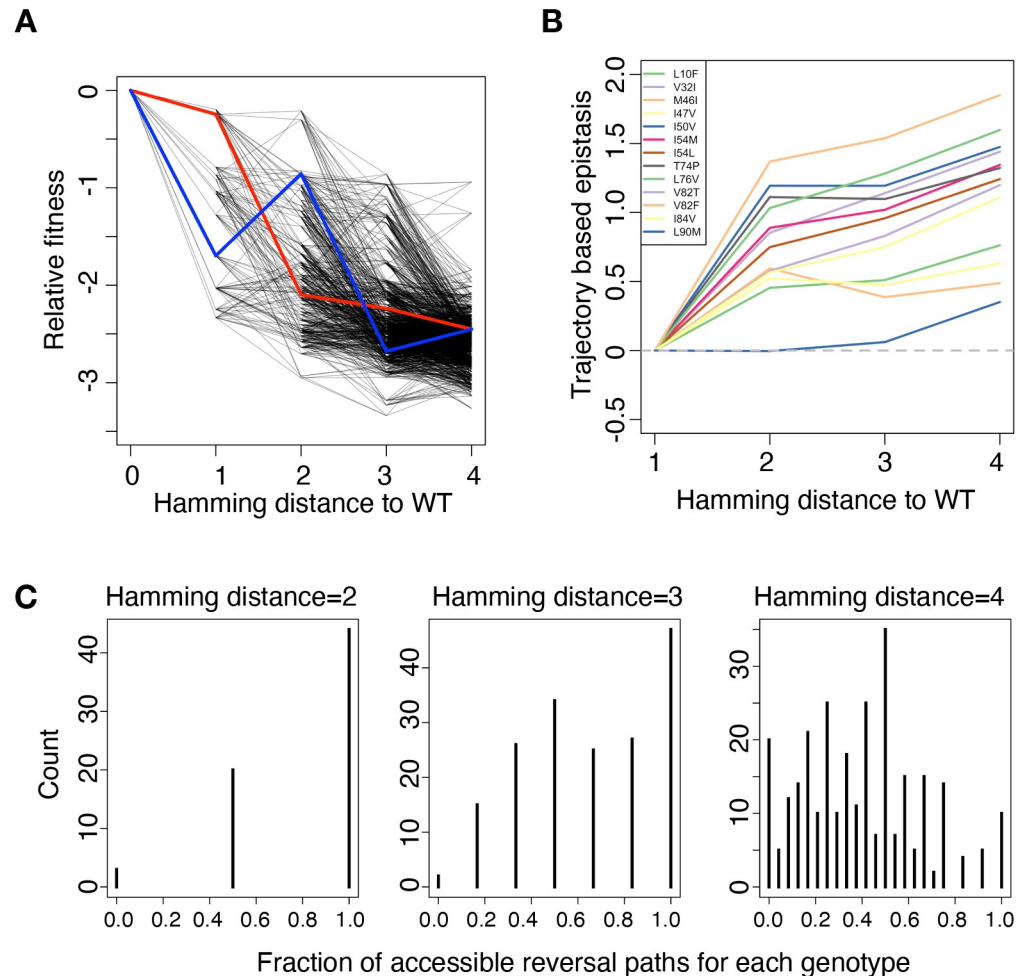 A
Relative fitness
0
-1
-2
-3
0 1 2 3 4
Hamming distance to WT
B
Trajectory based epistasis
2.0
1.5
1.0
0.5
0
-0.5
L10F
V32I
M46I
I47V
I50V
I54M
I54L
T74P
L76V
V82T
V82F
I84V
L90M
1 2 3 4
Hamming distance to WT
C
Hamming distance=2
Count
40
30
20
10
0
0.0 0.2 0.4 0.6 0.8 1.0
Hamming distance=3
40
30
20
10
0
0.0 0.2 0.4 0.6 0.8 1.0
Hamming distance=4
30
20
10
0
0.0 0.2 0.4 0.6 0.8 1.0
Fraction of accessible reversal paths for each genotype